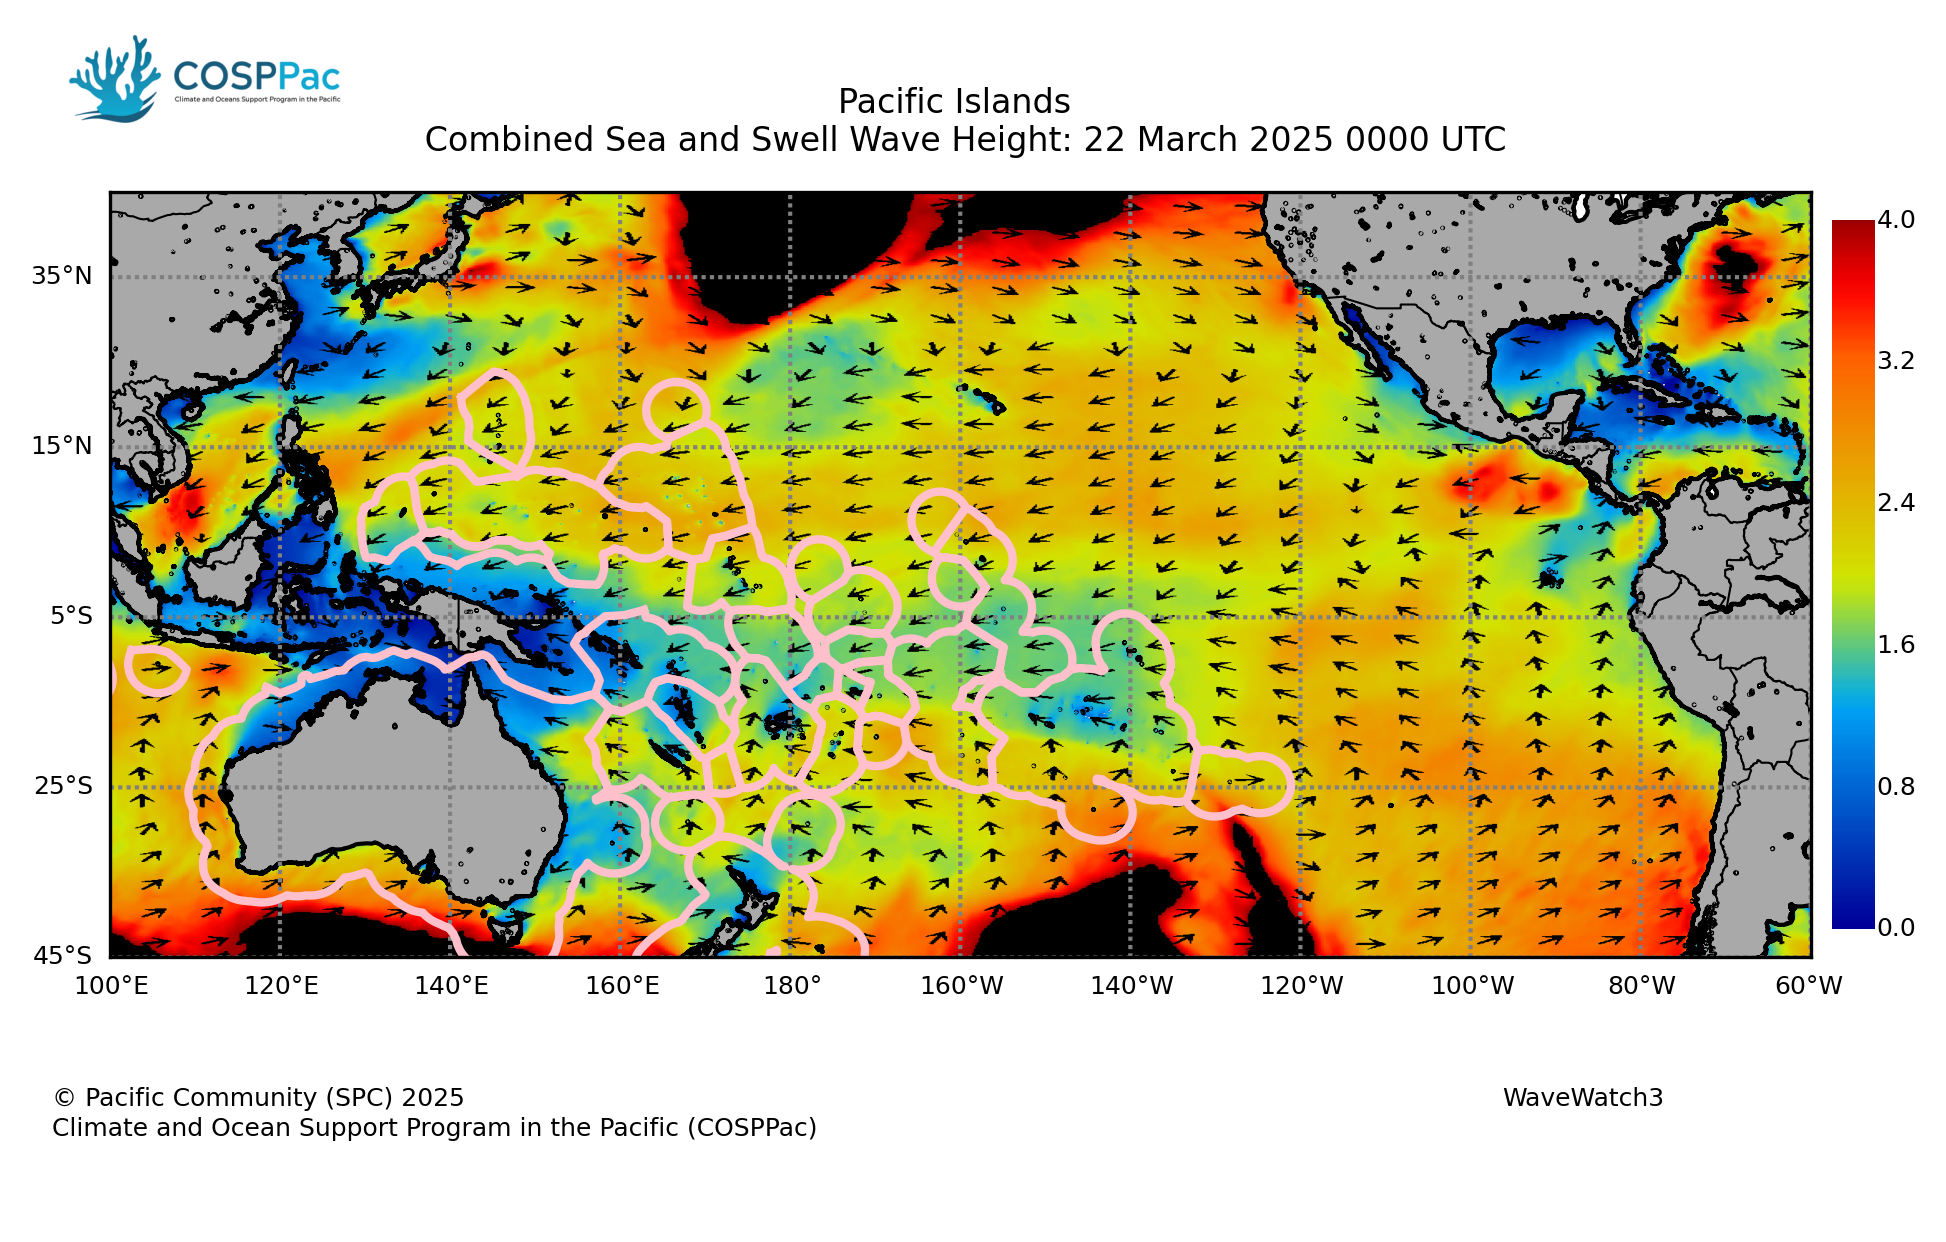 COSPPac
Climate and Oceans Support Program in the Pacific
Pacific Islands
Combined Sea and Swell Wave Height: 22 March 2025 0000 UTC
35°N
15°N
5°S
25°S
45°S
100°E 120°E 140°E 160°E 180° 160°W 140°W 120°W 100°W 80°W 60°W
4.0
3.2
2.4
1.6
0.8
0.0
© Pacific Community (SPC) 2025
Climate and Ocean Support Program in the Pacific (COSPPac)
WaveWatch3